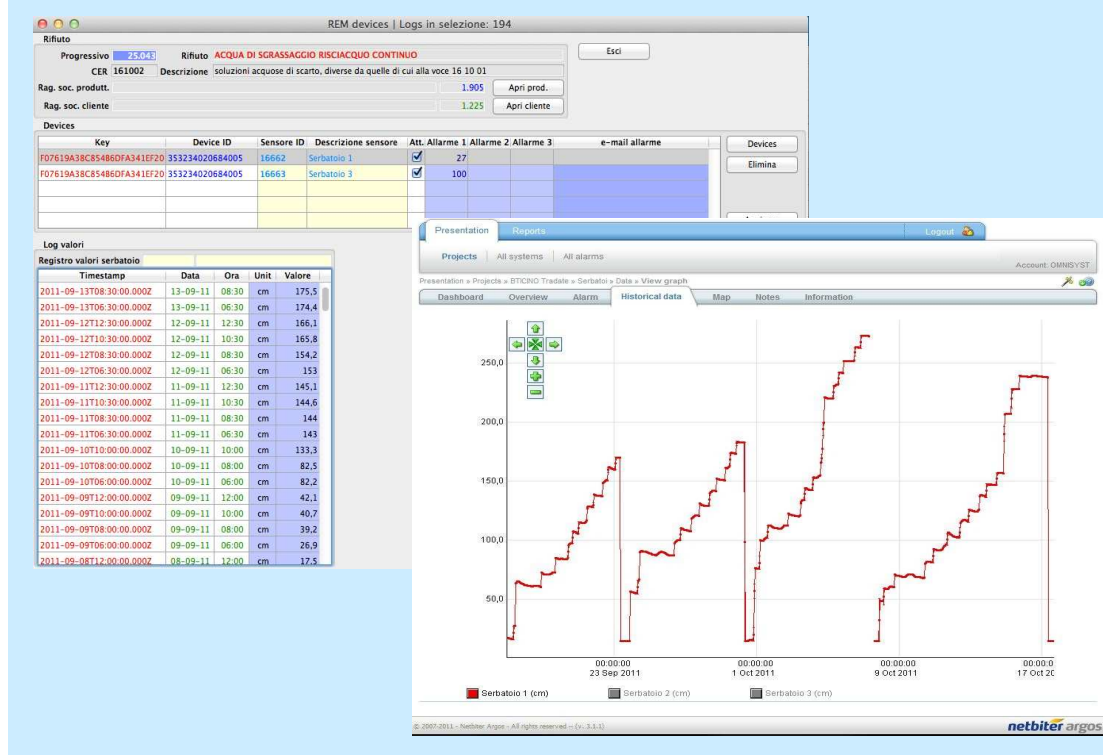 REM devices | Logs in selezione: 194
Rifiuto
Progressivo 25.043 Rifiuto ACQUA DI SGRASSAGGIO RISCIACQUO CONTINUO
Esci
CER 161002 Descrizione soluzioni acquose di scarto, diverse da quelle di cui alla voce 16 10 01
Rag. soc. produtt. 1.905 Apri prod.
Rag. soc. cliente 1.225 Apri cliente
Devices
Key Device ID Sensore ID Descrizione sensore Att. Allarme 1 Allarme 2 Allarme 3 e-mail allarme
F07619A38C854B6DFA341EF20 353234020684005 16662 Serbatoio 1 27
F07619A38C854B6DFA341EF20 353234020684005 16663 Serbatoio 3 100
Devices
Elimina
Log valori
Registro valori serbatoio
Timestamp Data Ora Unit Valore
2011-09-13T08:30:00.000Z 13-09-11 08:30 cm 175,5
2011-09-13T06:30:00.000Z 13-09-11 06:30 cm 174,4
2011-09-12T12:30:00.000Z 12-09-11 12:30 cm 166,1
2011-09-12T10:30:00.000Z 12-09-11 10:30 cm 165,8
2011-09-12T08:30:00.000Z 12-09-11 08:30 cm 154,2
2011-09-12T06:30:00.000Z 12-09-11 06:30 cm 153
2011-09-11T12:30:00.000Z 11-09-11 12:30 cm 145,1
2011-09-11T10:30:00.000Z 11-09-11 10:30 cm 144,6
2011-09-11T08:30:00.000Z 11-09-11 08:30 cm 144
2011-09-11T06:30:00.000Z 11-09-11 06:30 cm 143
2011-09-10T10:00:00.000Z 10-09-11 10:00 cm 133,3
2011-09-10T08:00:00.000Z 10-09-11 08:00 cm 82,5
2011-09-10T06:00:00.000Z 10-09-11 06:00 cm 82,2
2011-09-09T12:00:00.000Z 09-09-11 12:00 cm 42,1
2011-09-09T10:00:00.000Z 09-09-11 10:00 cm 40,7
2011-09-09T08:00:00.000Z 09-09-11 08:00 cm 39,2
2011-09-09T06:00:00.000Z 09-09-11 06:00 cm 26,9
2011-09-08T12:00:00.000Z 08-09-11 12:00 cm 17,5
Presentation Reports Logout
Projects All systems All alarms
Account: OMNISYST
Presentation » Projects » BTICINO Tradate » Serbatoi » Data » View graph
Dashboard Overview Alarm Historical data Map Notes Information
250,0
200,0
150,0
100,0
50,0
00:00:00 00:00:00 00:00:00 00:00:0
23 Sep 2011 1 Oct 2011 9 Oct 2011 17 Oct 20
Serbatoio 1 (cm) Serbatoio 2 (cm) Serbatoio 3 (cm)
© 2007-2011 - Netbiter Argos - All rights reserved -- (v. 3.1.1)
netbiter argos